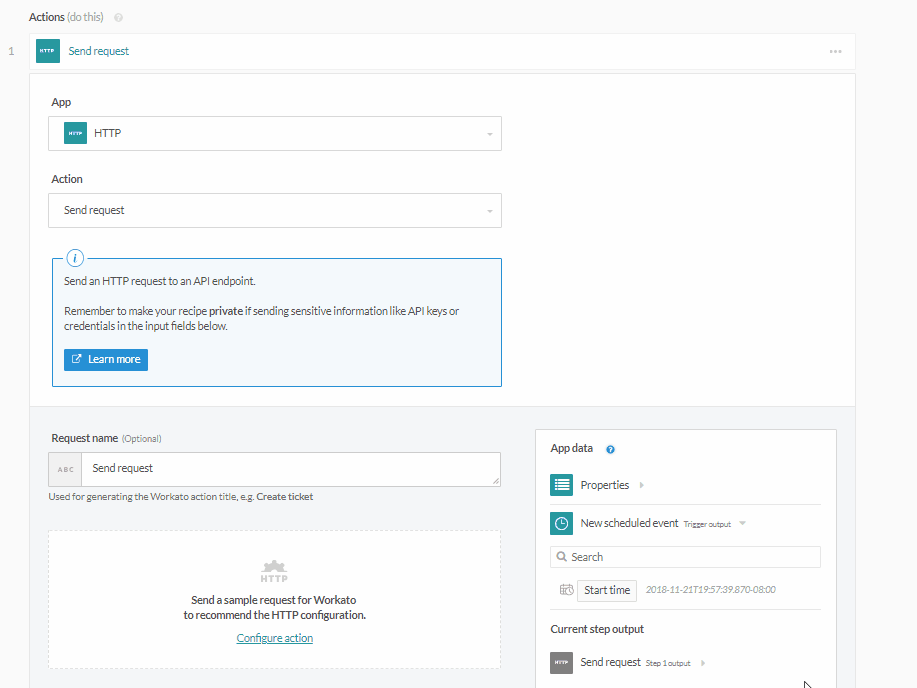 Actions (do this) ?
1 HTTP Send request
App
HTTP HTTP
Action
Send request
i
Send an HTTP request to an API endpoint.
Remember to make your recipe private if sending sensitive information like API keys or
credentials in the input fields below.
Learn more
Request name (Optional)
ABC Send request
Used for generating the Workato action title, e.g. Create ticket
HTTP
Send a sample request for Workato
to recommend the HTTP configuration.
Configure action
App data ?
Properties
New scheduled event Trigger output
Search
Start time 2018-11-21T19:57:39.870-08:00
Current step output
HTTP Send request Step 1 output